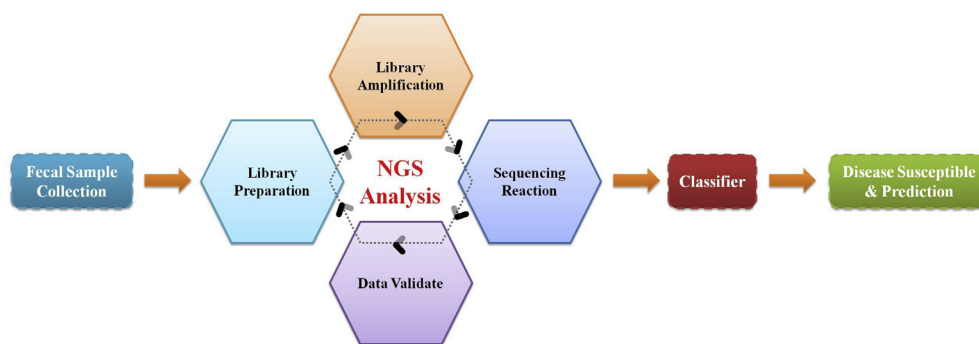 Library
Amplification
Fecal Sample
Collection
Library
Preparation
NGS
Analysis
Sequencing
Reaction
Classifier
Disease Susceptible
& Prediction
Data Validate